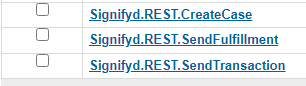 Signifyd.REST.CreateCase
Signifyd.REST.SendFulfillment
Signifyd.REST.SendTransaction